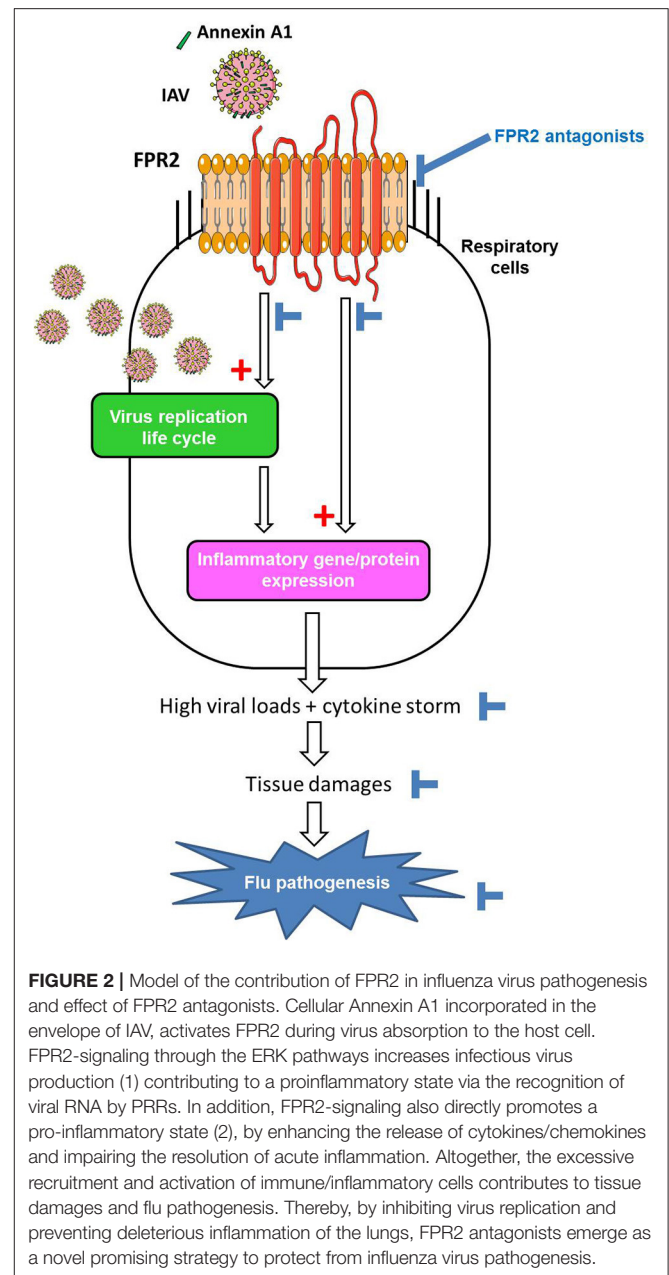 Annexin A1
IAV
FPR2
FPR2 antagonists
Respiratory
cells
+
Virus replication
life cycle
+
Inflammatory gene/protein
expression
High viral loads + cytokine storm
Tissue damages
Flu pathogenesis
FIGURE 2 | Model of the contribution of FPR2 in influenza virus pathogenesis
and effect of FPR2 antagonists. Cellular Annexin A1 incorporated in the
envelope of IAV, activates FPR2 during virus absorption to the host cell.
FPR2-signaling through the ERK pathways increases infectious virus
production (1) contributing to a proinflammatory state via the recognition of
viral RNA by PRRs. In addition, FPR2-signaling also directly promotes a
pro-inflammatory state (2), by enhancing the release of cytokines/chemokines
and impairing the resolution of acute inflammation. Altogether, the excessive
recruitment and activation of immune/inflammatory cells contributes to tissue
damages and flu pathogenesis. Thereby, by inhibiting virus replication and
preventing deleterious inflammation of the lungs, FPR2 antagonists emerge as
a novel promising strategy to protect from influenza virus pathogenesis.